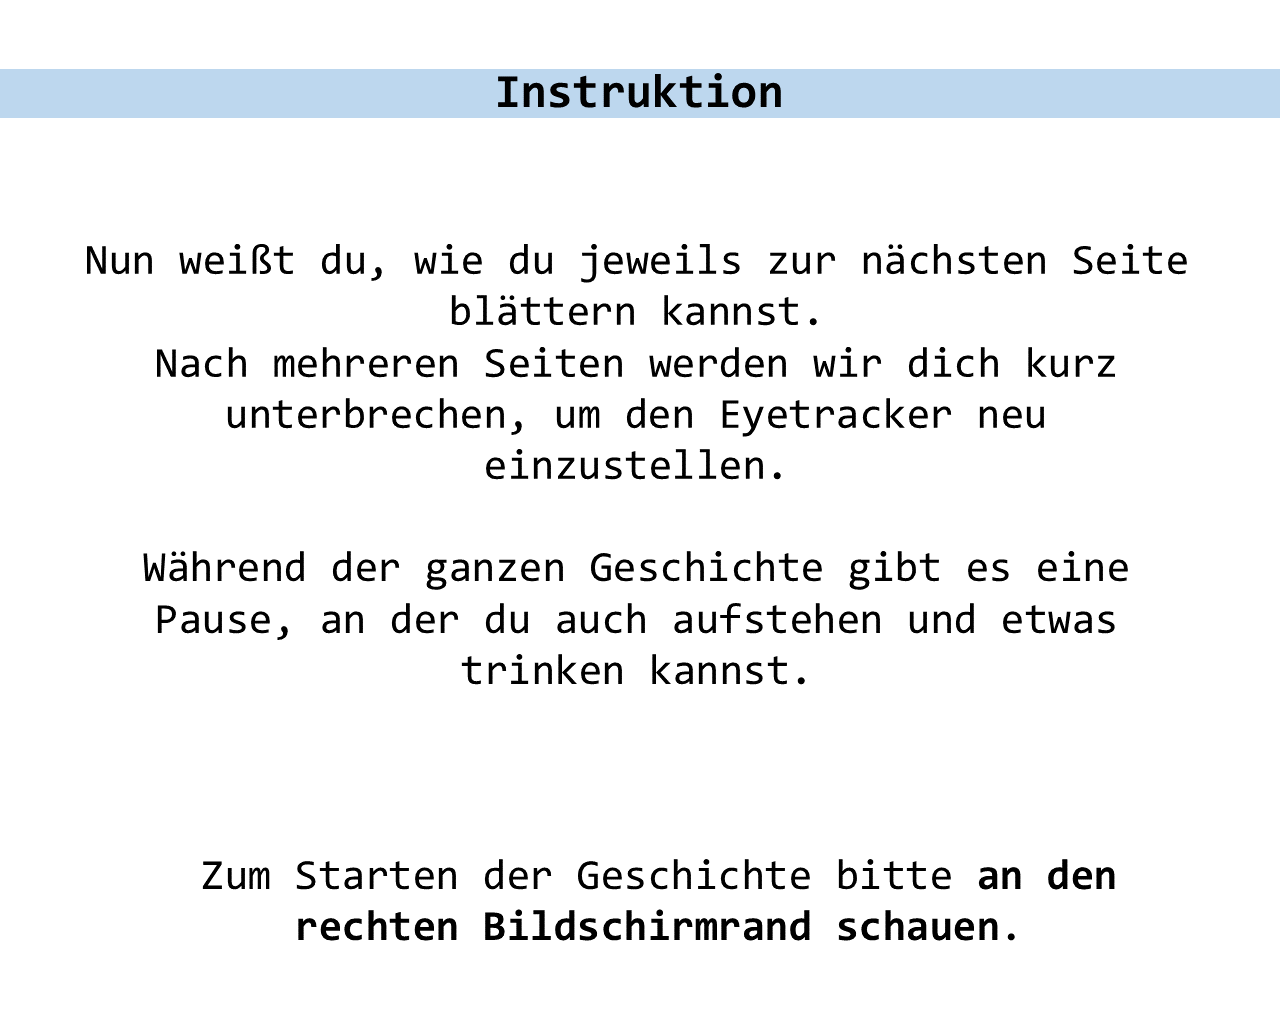 Instruktion
Nun weißt du, wie du jeweils zur nächsten Seite
blättern kannst.
Nach mehreren Seiten werden wir dich kurz
unterbrechen, um den Eyetracker neu
einzustellen.
Während der ganzen Geschichte gibt es eine
Pause, an der du auch aufstehen und etwas
trinken kannst.
Zum Starten der Geschichte bitte an den
rechten Bildschirmrand schauen.